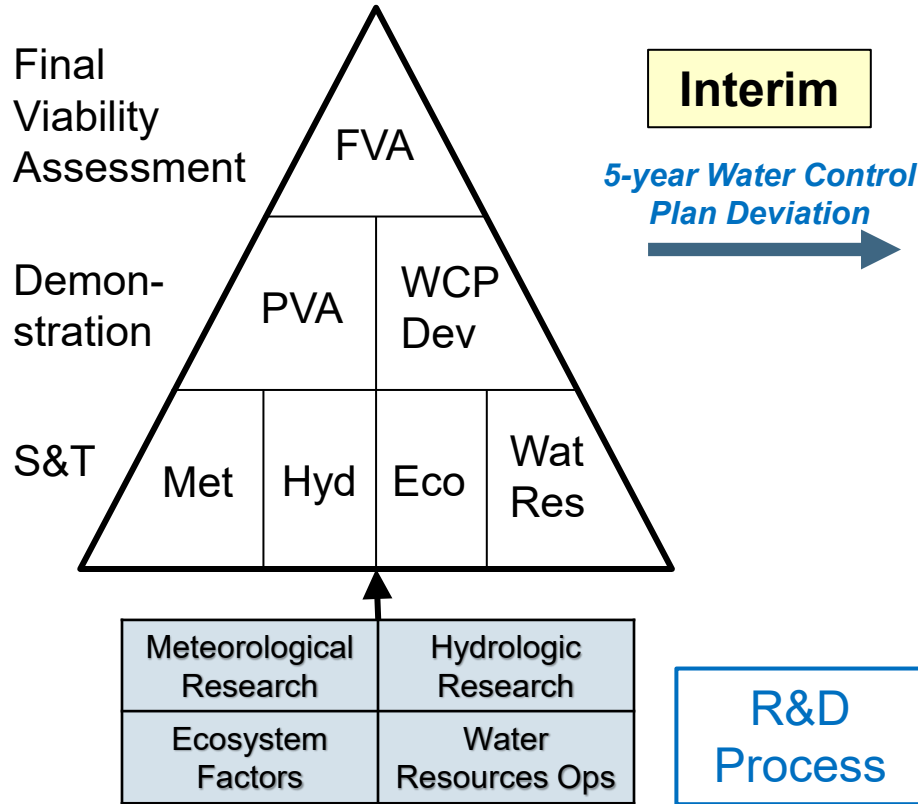 Final
Viability
Assessment
FVA
Interim
5-year Water Control
Plan Deviation
Demon-
stration
PVA
WCP
Dev
S&T
Met
Hyd
Eco
Wat
Res
Meteorological
Research
Hydrologic
Research
Ecosystem
Factors
Water
Resources Ops
R&D
Process